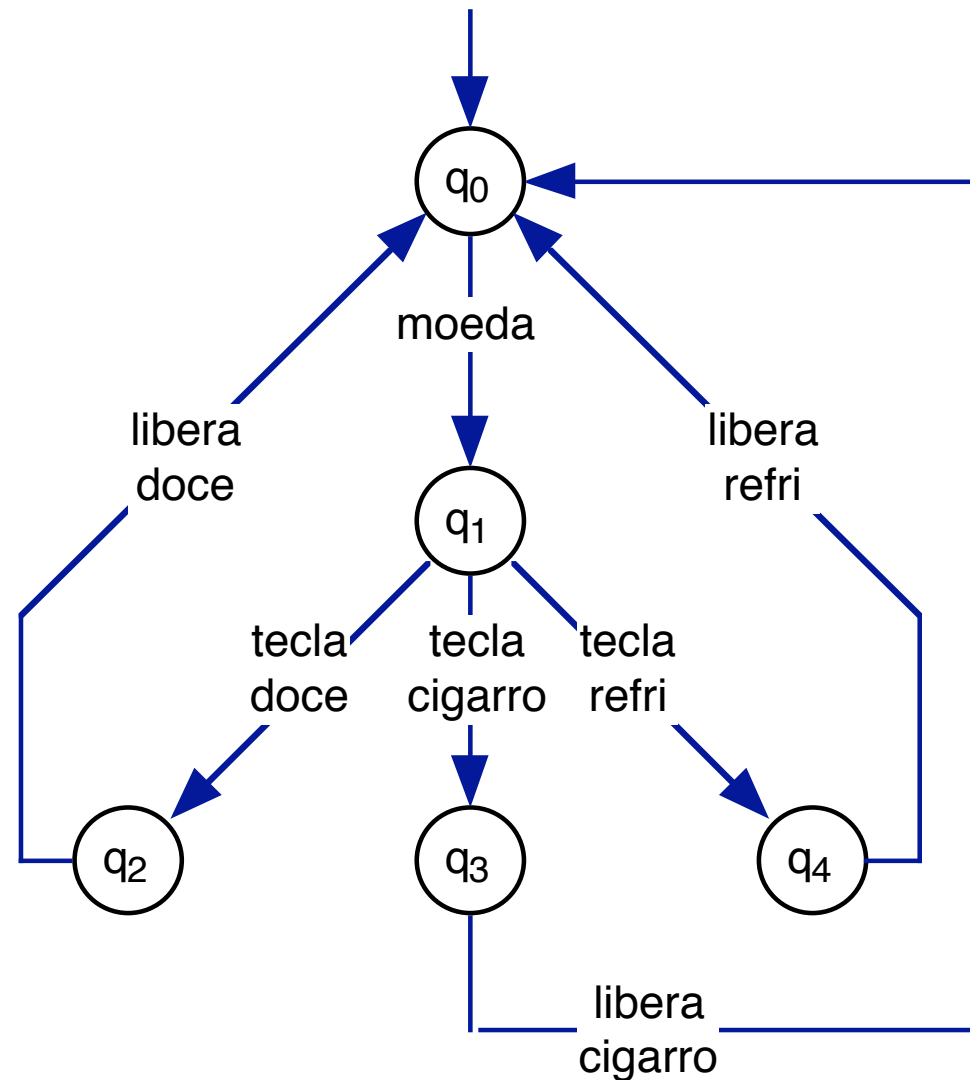 q0
moeda
libera
doce
libera
refri
q1
tecla
doce
tecla
cigarro
tecla
refri
q2
q3
q4
libera
cigarro